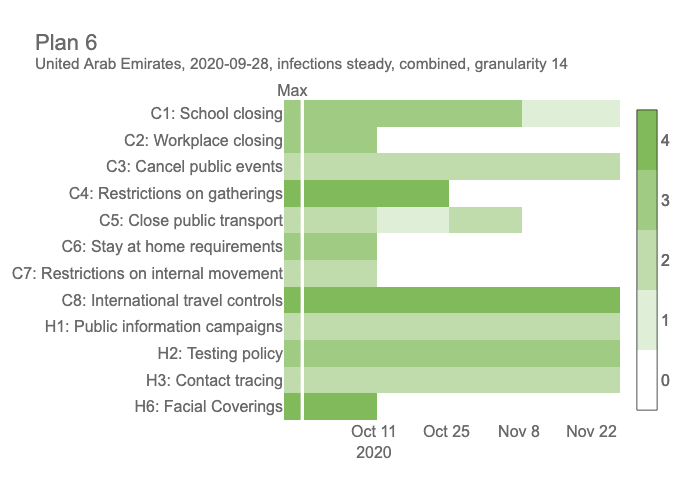 Plan 6
United Arab Emirates, 2020-09-28, infections steady, combined, granularity 14
Max
C1: School closing
C2: Workplace closing
C3: Cancel public events
C4: Restrictions on gatherings
C5: Close public transport
C6: Stay at home requirements
C7: Restrictions on internal movement
C8: International travel controls
H1: Public information campaigns
H2: Testing policy
H3: Contact tracing
H6: Facial Coverings
Oct 11 Oct 25 Nov 8 Nov 22
2020
4
3
2
1
0